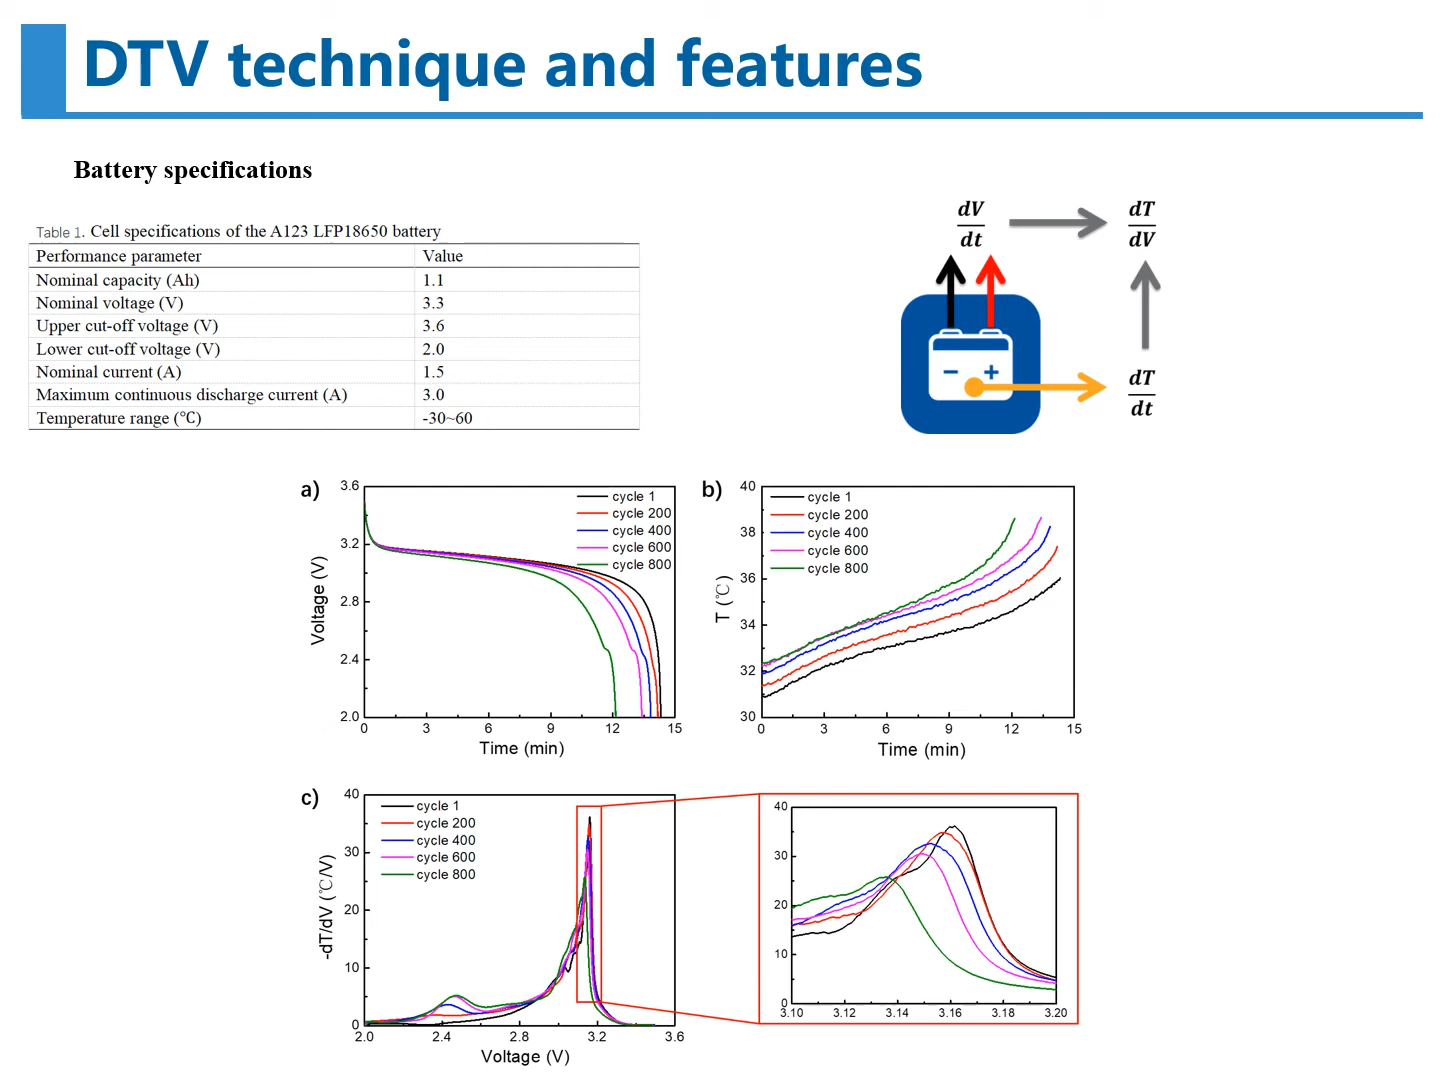 DTV technique and features
Battery specifications
Table 1. Cell specifications of the A123 LFP18650 battery
Performance parameter Value
Nominal capacity (Ah) 1.1
Nominal voltage (V) 3.3
Upper cut-off voltage (V) 3.6
Lower cut-off voltage (V) 2.0
Nominal current (A) 1.5
Maximum continuous discharge current (A) 3.0
Temperature range (℃) -30~60
dV/dt
dT/dV
dT/dt
− +
a)
3.6
3.2
2.8
2.4
2.0
Voltage (V)
cycle 1
cycle 200
cycle 400
cycle 600
cycle 800
0 3 6 9 12 15
Time (min)
b)
40
38
36
34
32
30
T (℃)
cycle 1
cycle 200
cycle 400
cycle 600
cycle 800
0 3 6 9 12 15
Time (min)
c)
40
30
20
10
0
-dT/dV (℃/V)
cycle 1
cycle 200
cycle 400
cycle 600
cycle 800
2.0 2.4 2.8 3.2 3.6
Voltage (V)
40
30
20
10
0
3.10 3.12 3.14 3.16 3.18 3.20